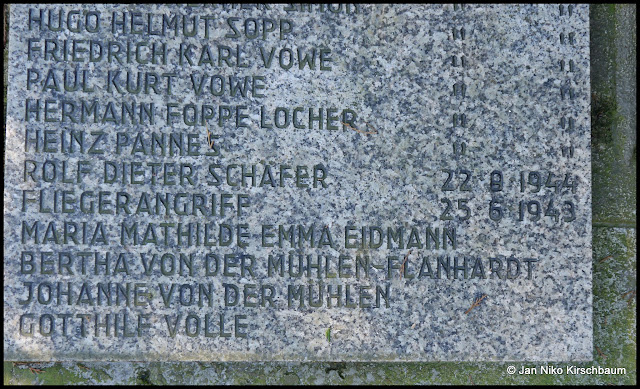 HUGO HELMUT SOPP " "
FRIEDRICH KARL VOWE " "
PAUL KURT VOWE " "
HERMANN FOPPE LOCHER " "
HEINZ PANNES " "
ROLF DIETER SCHÄFER 22 8 1944
FLIEGERANGRIFF 25 6 1943
MARIA MATHILDE EMMA EIDMANN
BERTHA VON DER MÜHLEN-FLANHARDT
JOHANNE VON DER MÜHLEN
GOTTHILF VOLLE
© Jan Niko Kirschbaum